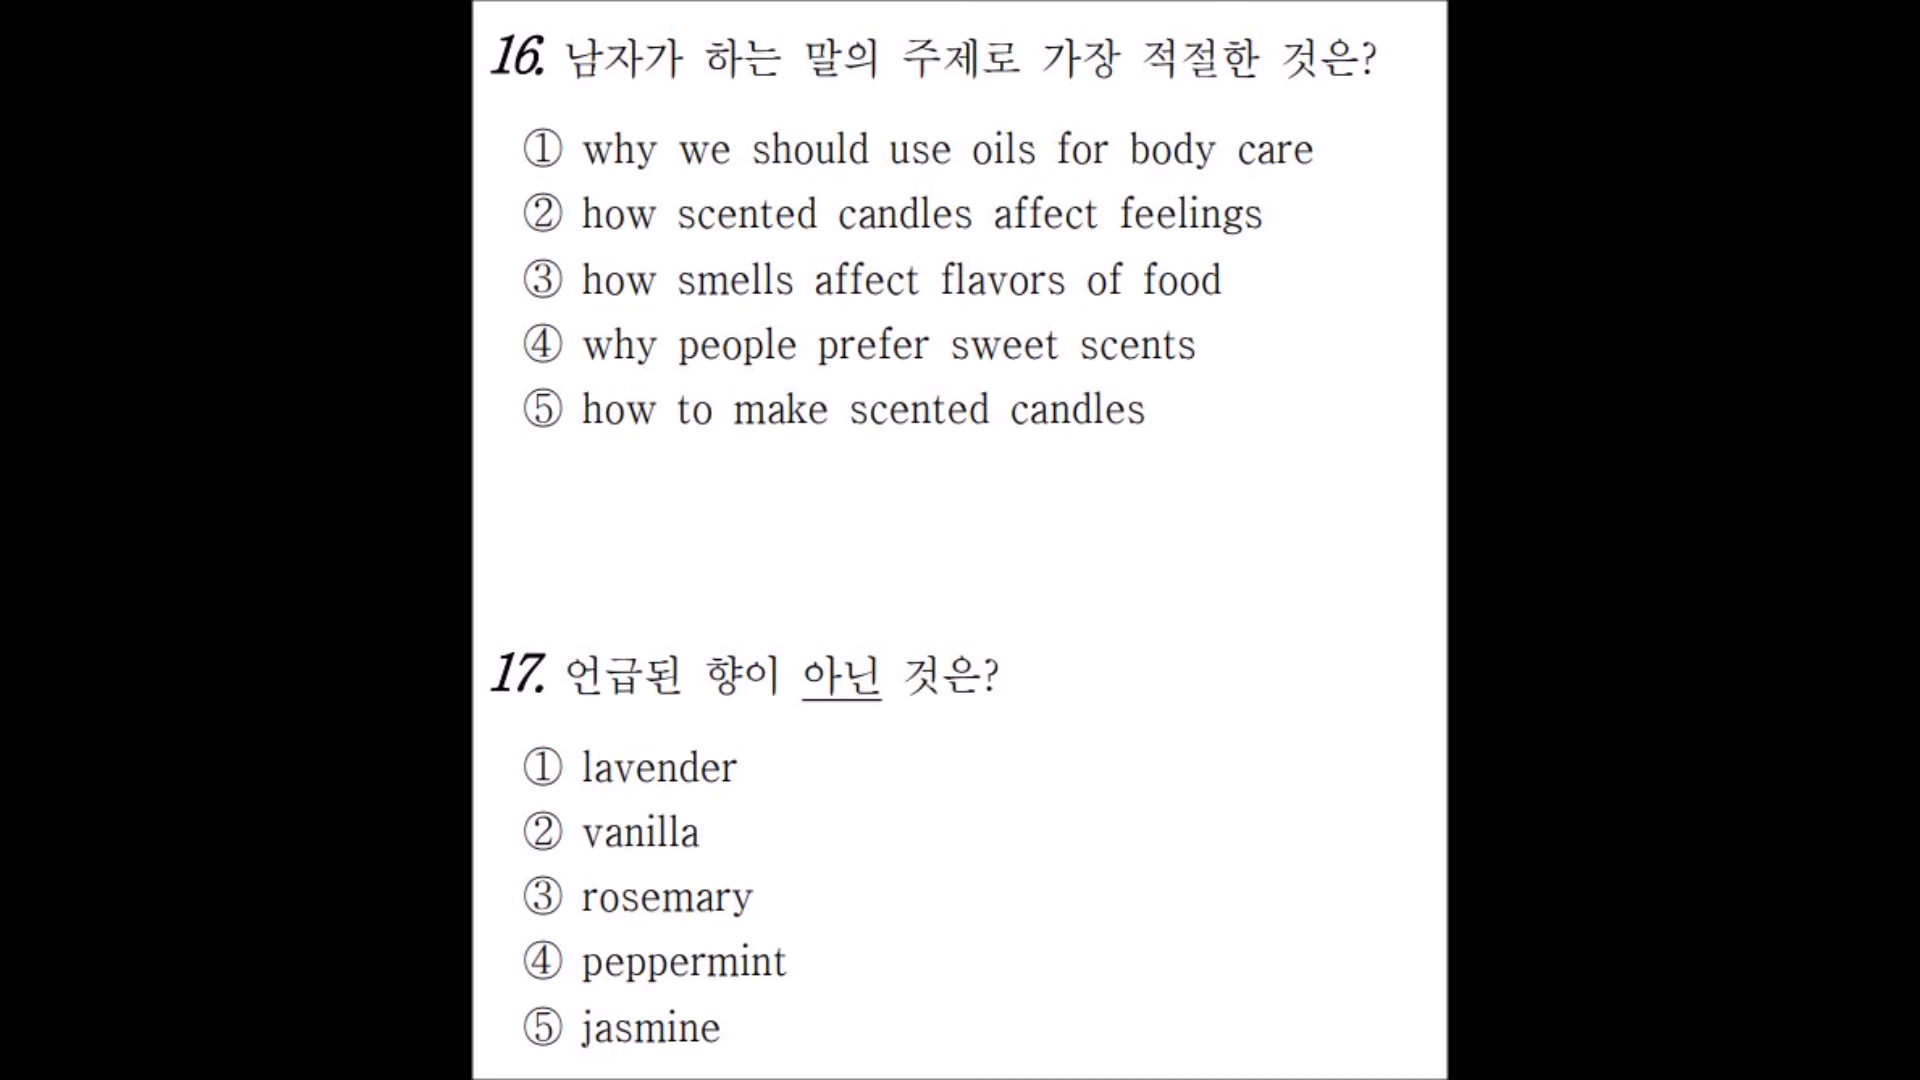 16. 남자가 하는 말의 주제로 가장 적절한 것은?
① why we should use oils for body care
② how scented candles affect feelings
③ how smells affect flavors of food
④ why people prefer sweet scents
⑤ how to make scented candles
17. 언급된 향이 아닌 것은?
① lavender
② vanilla
③ rosemary
④ peppermint
⑤ jasmine